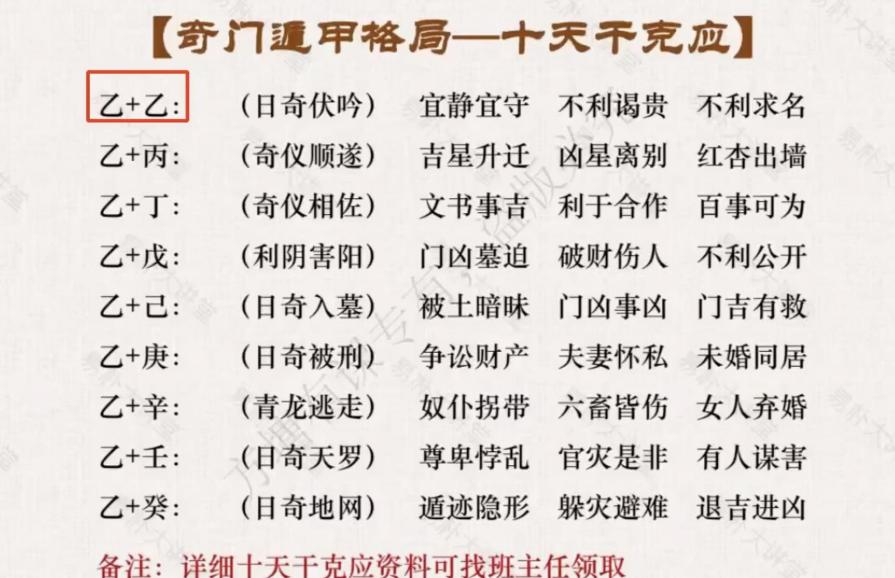 【奇门遁甲格局—十天干克应】
乙+乙: （日奇伏吟） 宜静宜守 不利谒贵 不利求名
乙+丙: （奇仪顺遂） 吉星升迁 凶星离别 红杏出墙
乙+丁: （奇仪相佐） 文书事吉 利于合作 百事可为
乙+戊: （利阴害阳） 门凶墓迫 破财伤人 不利公开
乙+己: （日奇入墓） 被土暗昧 门凶事凶 门吉有救
乙+庚: （日奇被刑） 争讼财产 夫妻怀私 未婚同居
乙+辛: （青龙逃走） 奴仆拐带 六畜皆伤 女人弃婚
乙+壬: （日奇天罗） 尊卑悖乱 官灾是非 有人谋害
乙+癸: （日奇地网） 遁迹隐形 躲灾避难 退吉进凶
备注: 详细十天干克应资料可找班主任领取